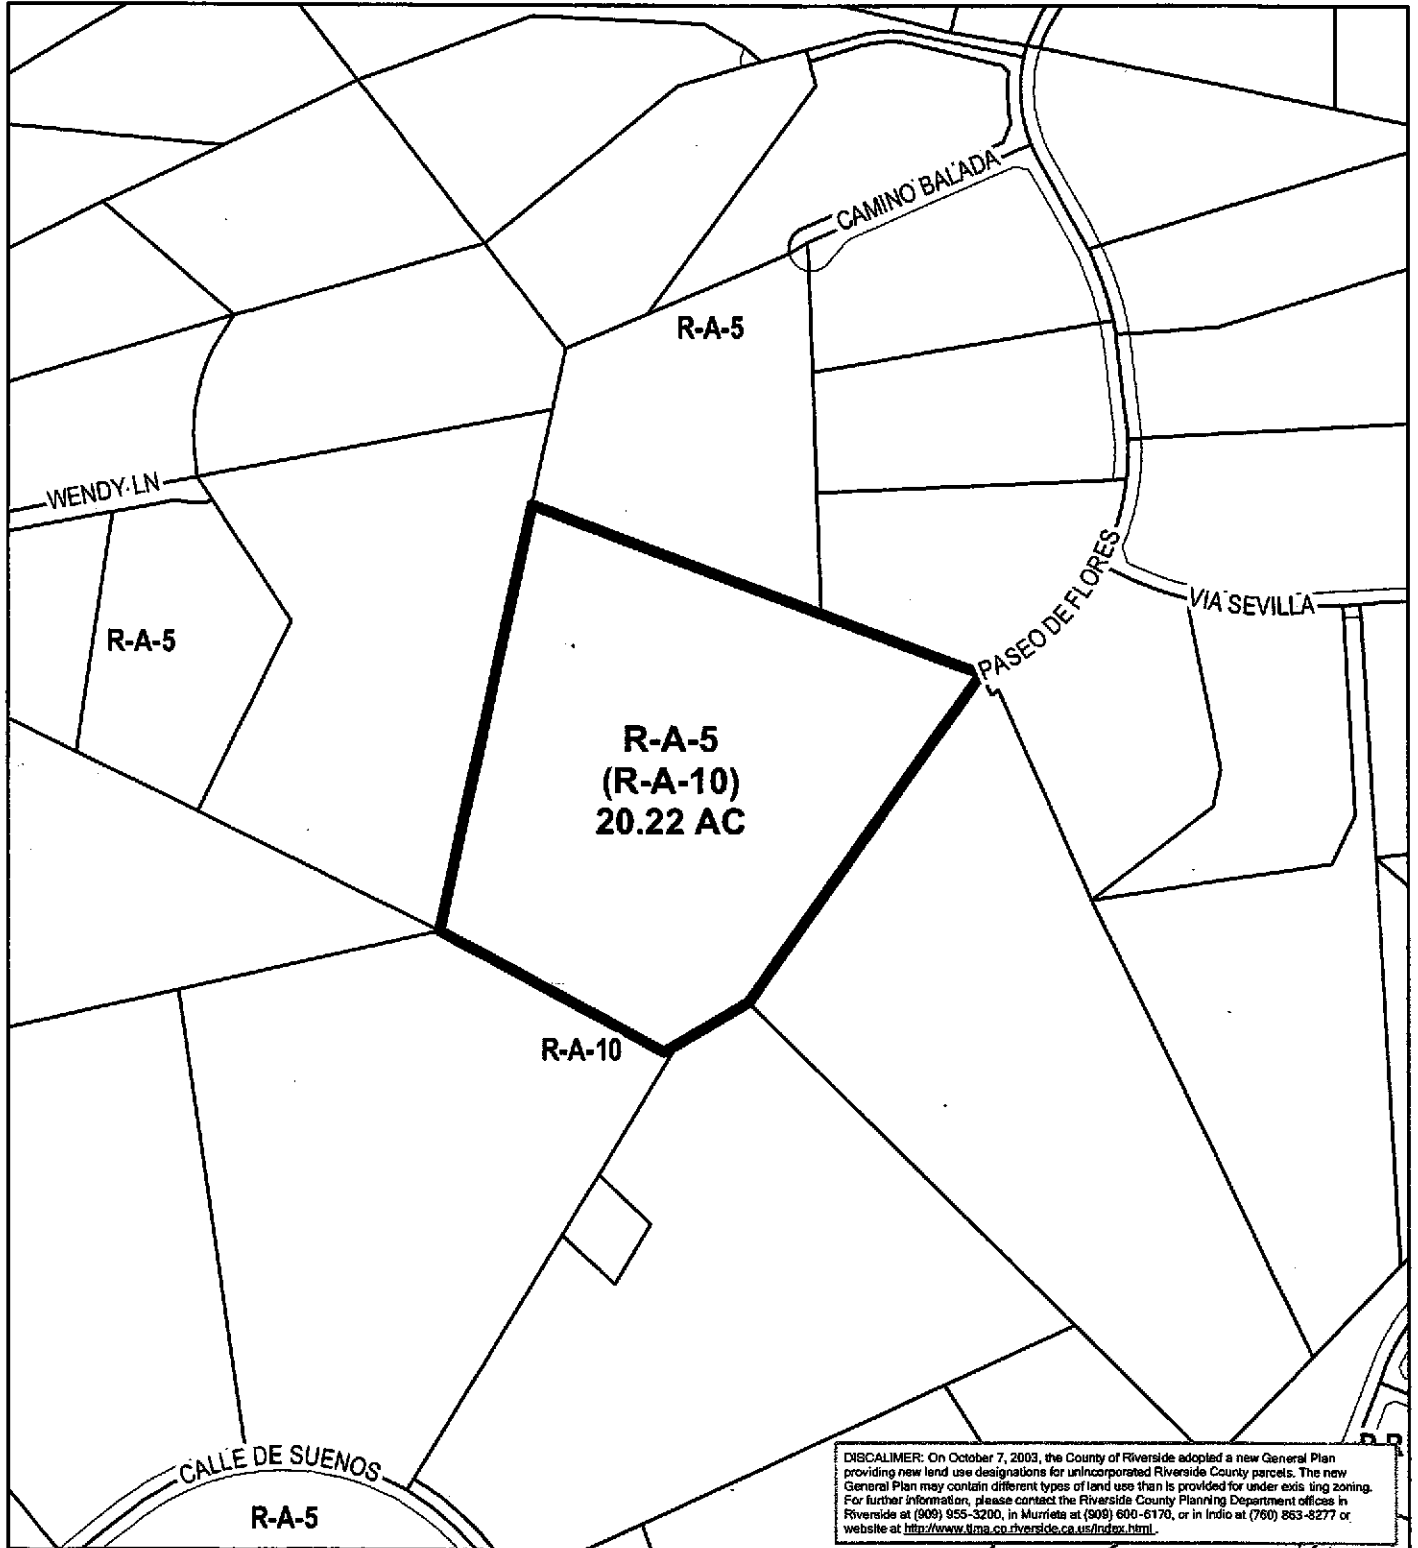 CAMINO BALADA
R-A-5
WENDY LN
R-A-5
PASEO DE FLORES
VIA SEVILLA
R-A-5
(R-A-10)
20.22 AC
R-A-10
CALLE DE SUENOS
R-A-5
DISCALIMER: On October 7, 2003, the County of Riverside adopted a new General Plan
providing new land use designations for unincorporated Riverside County parcels. The new
General Plan may contain different types of land use than is provided for under exis ting zoning.
For further information, please contact the Riverside County Planning Department offices in
Riverside at (909) 955-3200, in Murrieta at (909) 600-6170, or in Indio at (760) 863-8277 or
website at http://www.tlma.co.riverside.ca.us/index.html.